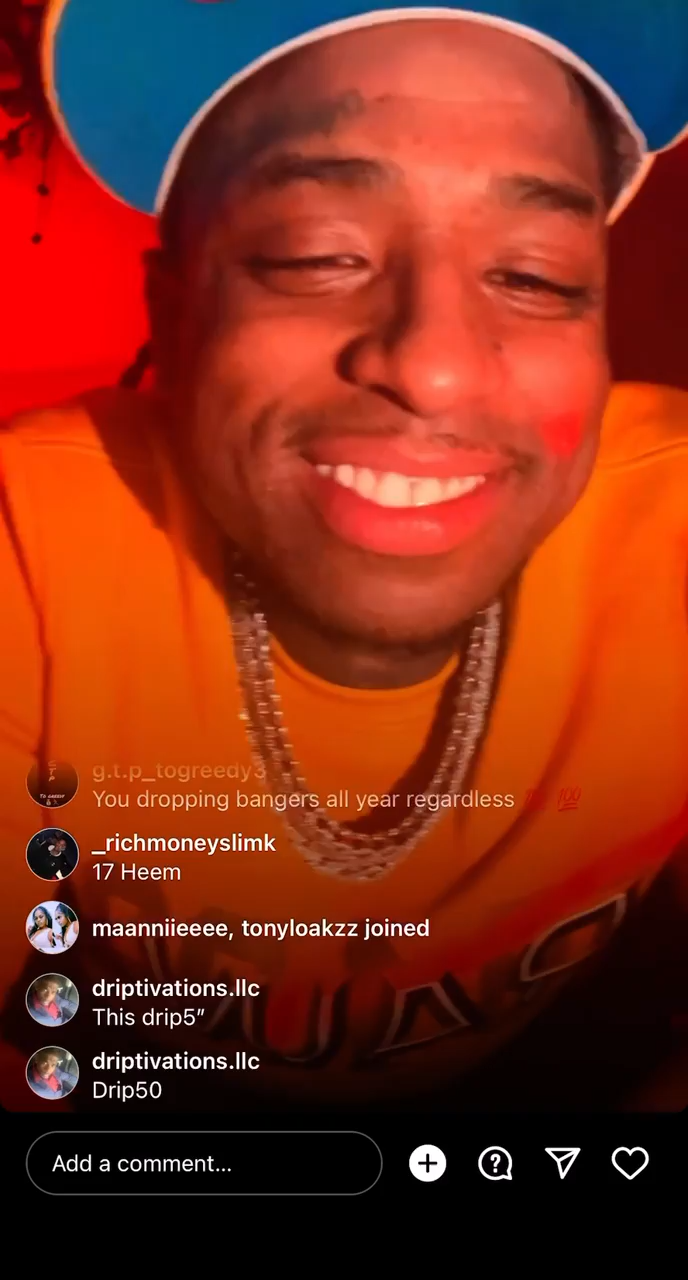 g.t.p_togreedy3
You dropping bangers all year regardless 💯 💯
_richmoneyslimk
17 Heem
maanniieeee, tonyloakzz joined
driptivations.llc
This drip5”
driptivations.llc
Drip50
Add a comment...